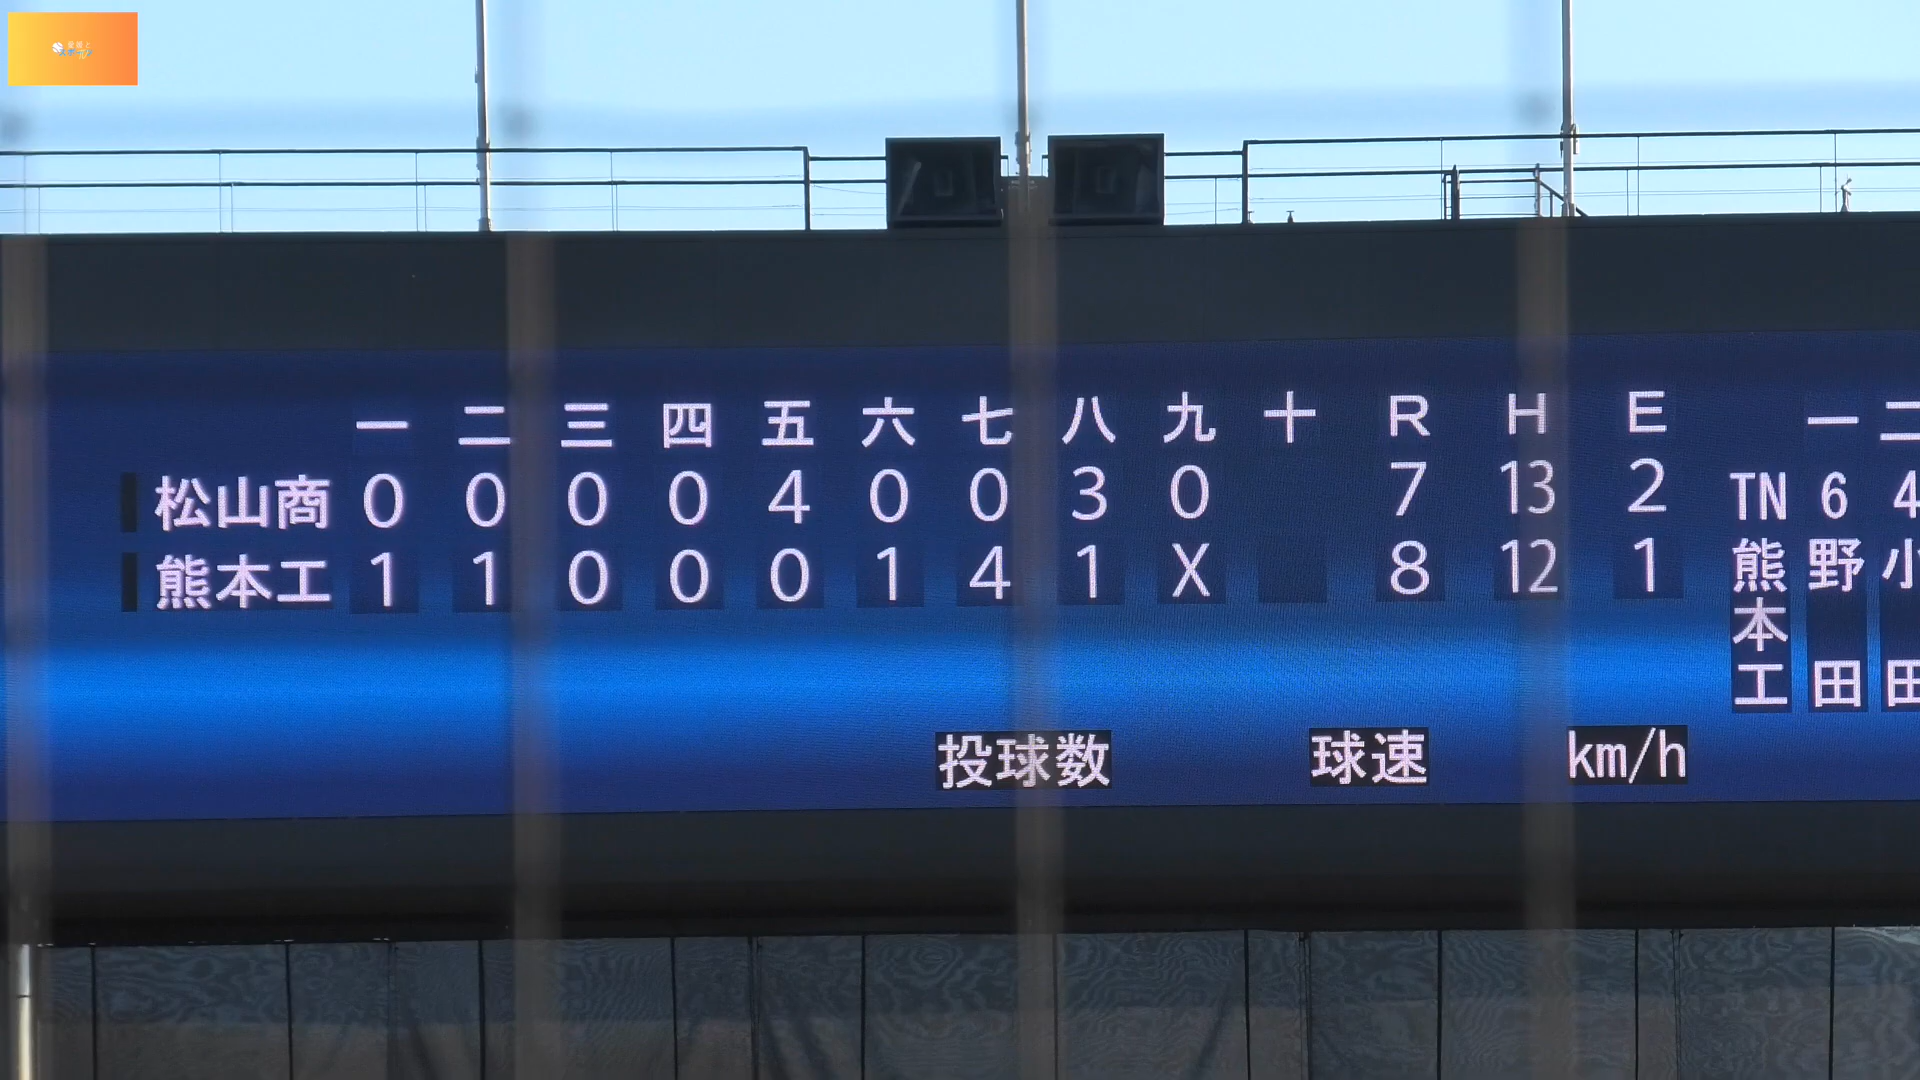 一 二 三 四 五 六 七 八 九 十 R H E
松山商 0 0 0 0 4 0 0 3 0 7 13 2
熊本工 1 1 0 0 0 1 4 1 X 8 12 1
一 二
TN 6 4
熊本工 野田 小田
投球数 球速 km/h